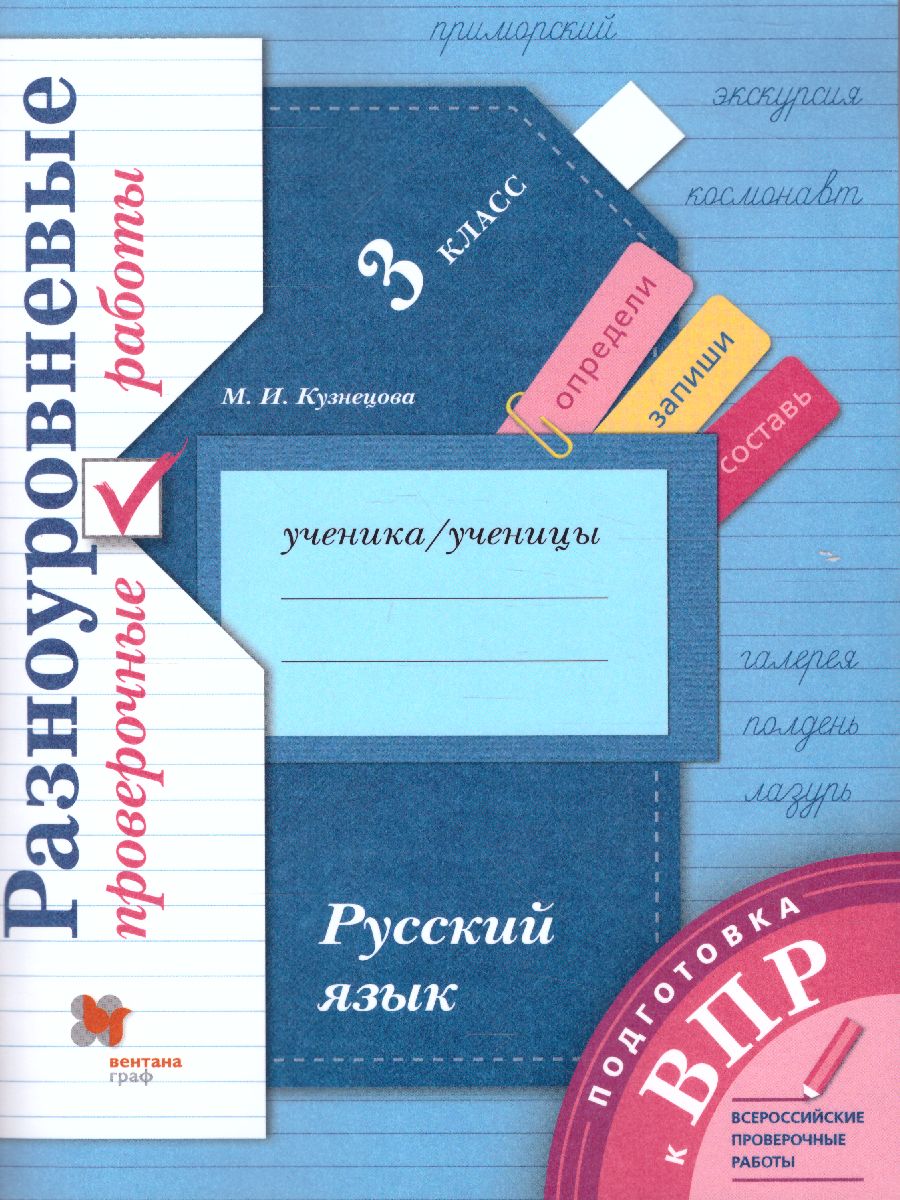 Разноуровневые
проверочные работы
приморский
экскурсия
космонавт
3 КЛАСС
М. И. Кузнецова
определи
запиши
составь
ученика/ученицы
галерея
полдень
лазурь
Русский
язык
вентана
граф
ПОДГОТОВКА
к ВПР
ВСЕРОССИЙСКИЕ
ПРОВЕРОЧНЫЕ
РАБОТЫ